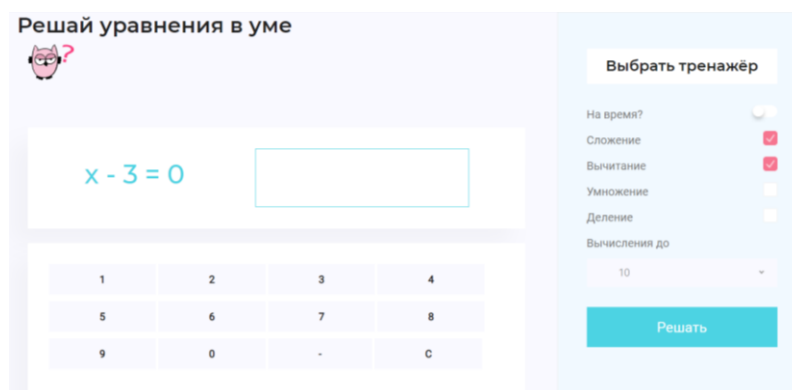 Решай уравнения в уме
?
x - 3 = 0
1 2 3 4
5 6 7 8
9 0 - C
Выбрать тренажёр
На время?
Сложение
Вычитание
Умножение
Деление
Вычисления до
10
Решать